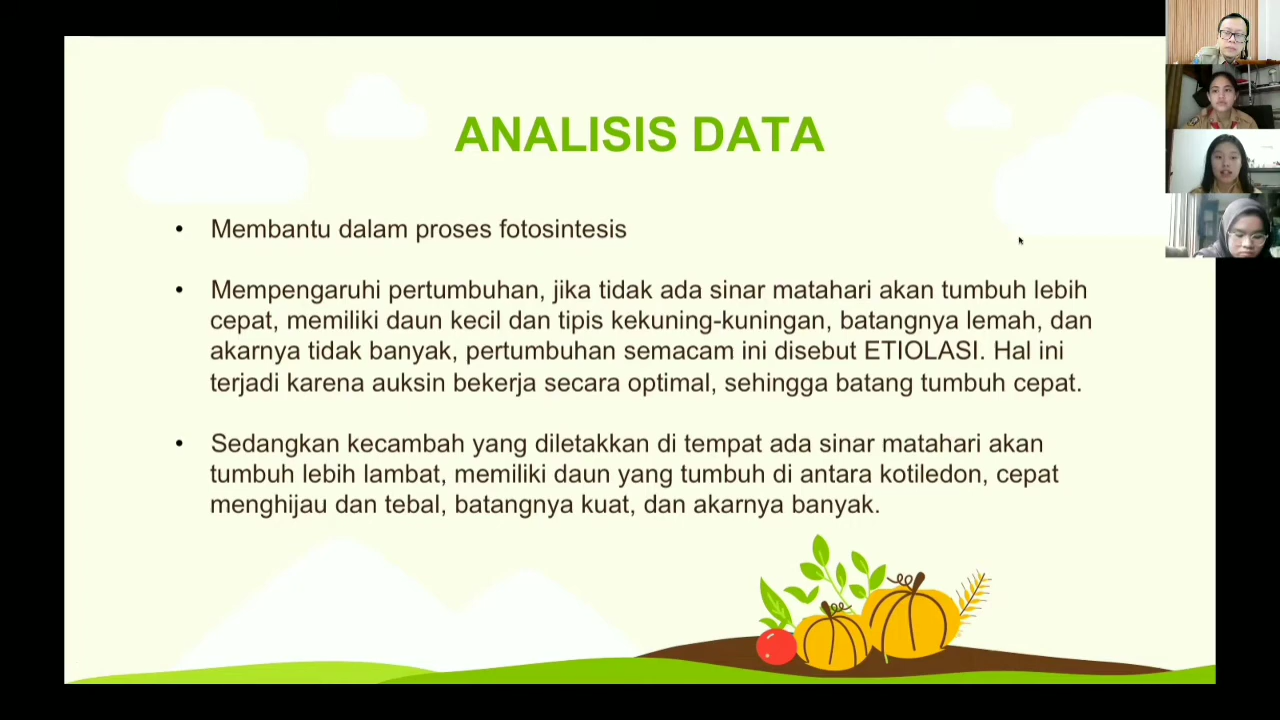 ANALISIS DATA
• Membantu dalam proses fotosintesis
• Mempengaruhi pertumbuhan, jika tidak ada sinar matahari akan tumbuh lebih
cepat, memiliki daun kecil dan tipis kekuning-kuningan, batangnya lemah, dan
akarnya tidak banyak, pertumbuhan semacam ini disebut ETIOLASI. Hal ini
terjadi karena auksin bekerja secara optimal, sehingga batang tumbuh cepat.
• Sedangkan kecambah yang diletakkan di tempat ada sinar matahari akan
tumbuh lebih lambat, memiliki daun yang tumbuh di antara kotiledon, cepat
menghijau dan tebal, batangnya kuat, dan akarnya banyak.